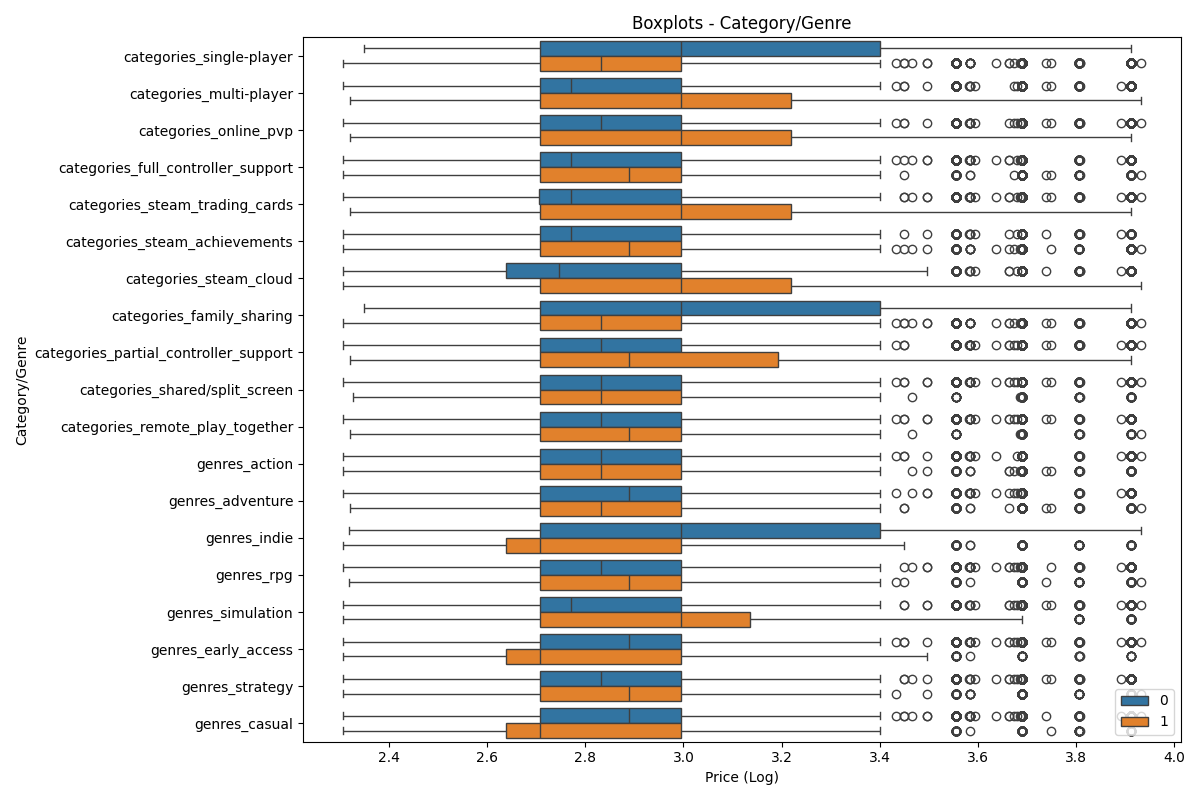 Boxplots - Category/Genre
categories_single-player
categories_multi-player
categories_online_pvp
categories_full_controller_support
categories_steam_trading_cards
categories_steam_achievements
categories_steam_cloud
categories_family_sharing
categories_partial_controller_support
categories_shared/split_screen
categories_remote_play_together
genres_action
genres_adventure
genres_indie
genres_rpg
genres_simulation
genres_early_access
genres_strategy
genres_casual
Category/Genre
0
1
2.4 2.6 2.8 3.0 3.2 3.4 3.6 3.8 4.0
Price (Log)